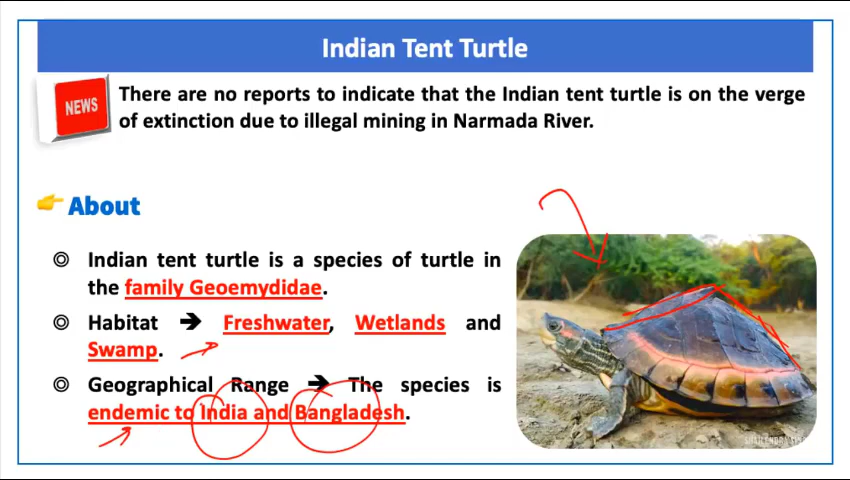 Indian Tent Turtle
NEWS
There are no reports to indicate that the Indian tent turtle is on the verge
of extinction due to illegal mining in Narmada River.
About
Indian tent turtle is a species of turtle in
the family Geoemydidae.
Habitat ➔ Freshwater, Wetlands and
Swamp.
Geographical Range ➔ The species is
endemic to India and Bangladesh.